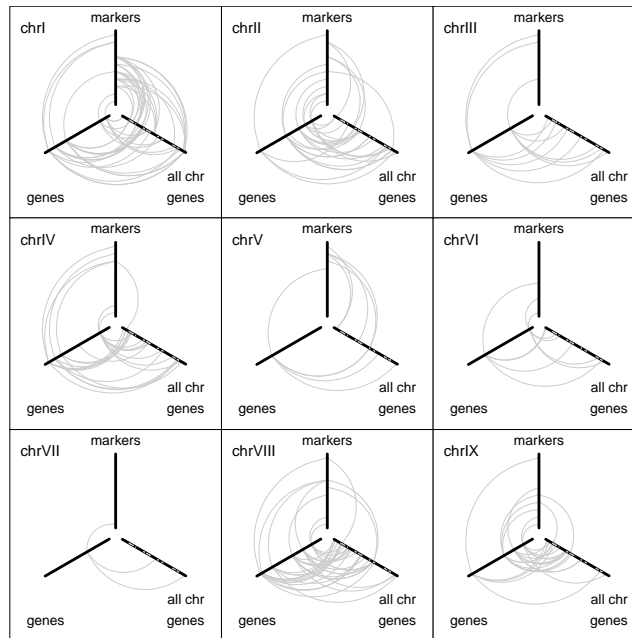 markers
chrI
all chr
genes
genes
markers
chrII
all chr
genes
genes
markers
chrIII
all chr
genes
genes
markers
chrIV
all chr
genes
genes
markers
chrV
all chr
genes
genes
markers
chrVI
all chr
genes
genes
markers
chrVII
all chr
genes
genes
markers
chrVIII
all chr
genes
genes
markers
chrIX
all chr
genes
genes